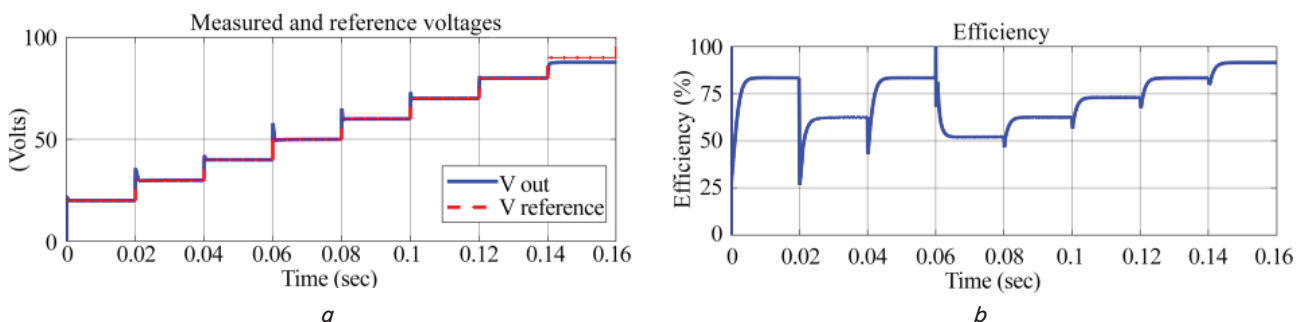 Measured and reference voltages
100
50
0
(Volts)
V out
V reference
0 0.02 0.04 0.06 0.08 0.1 0.12 0.14 0.16
Time (sec)
a
Efficiency
100
75
50
25
0
Efficiency (%)
0 0.02 0.04 0.06 0.08 0.1 0.12 0.14 0.16
Time (sec)
b